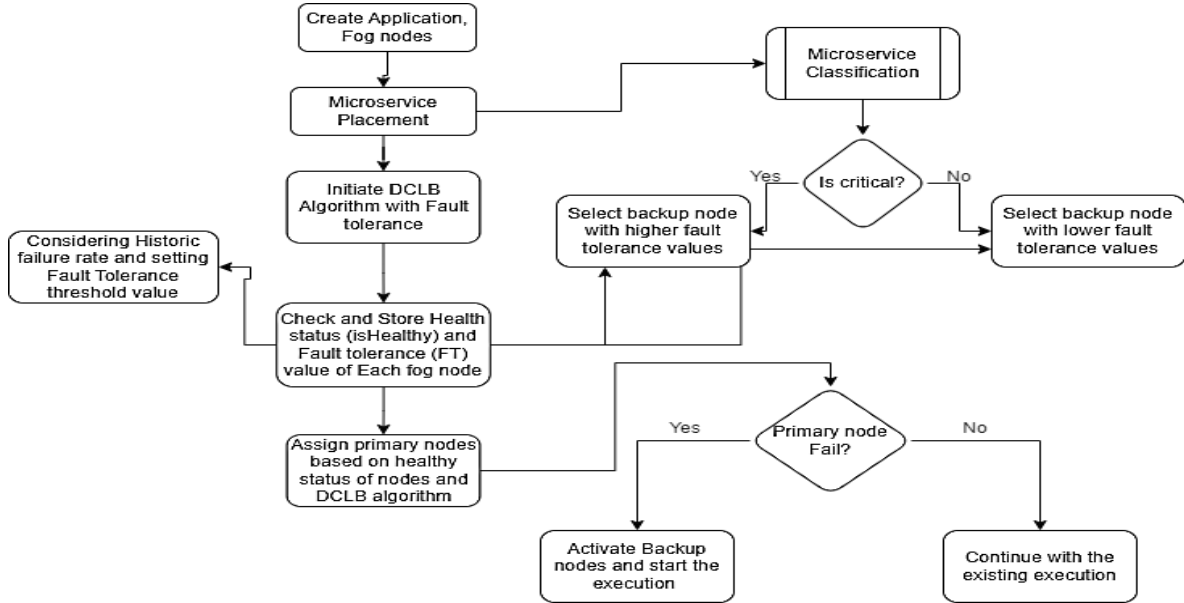 Create Application,
Fog nodes
Microservice
Placement
Microservice
Classification
Is critical?
Yes
No
Initiate DCLB
Algorithm with Fault
tolerance
Select backup node
with higher fault
tolerance values
Select backup node
with lower fault
tolerance values
Considering Historic
failure rate and setting
Fault Tolerance
threshold value
Check and Store Health
status (isHealthy) and
Fault tolerance (FT)
value of Each fog node
Assign primary nodes
based on healthy
status of nodes and
DCLB algorithm
Primary node
Fail?
Yes
No
Activate Backup
nodes and start the
execution
Continue with the
existing execution